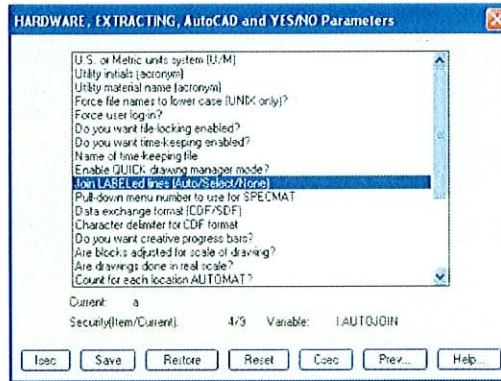 HARDWARE, EXTRACTING, AutoCAD and YES/NO Parameters
U.S. or Metric units system (U/M)
Utility initials (acronym)
Utility material name (acronym)
Force file names to lower case (UNIX only)?
Force user log-in?
Do you want file-locking enabled?
Do you want time-keeping enabled?
Name of time-keeping file
Enable QUICK drawing manager mode?
Join LABELed lines (Auto/Select/None)
Pull-down menu number to use for SPECMAT
Data exchange format (CDF/SDF)
Character delimiter for CDF format
Do you want creative progress bars?
Are blocks adjusted for scale of drawing?
Are drawings done in real scale?
Count for each location AUTOMAT?
Current: a
Security(Item/Current): 4/9 Variable: I:AUTOJOIN
Isec Save Restore Reset Csec Prev... Help...